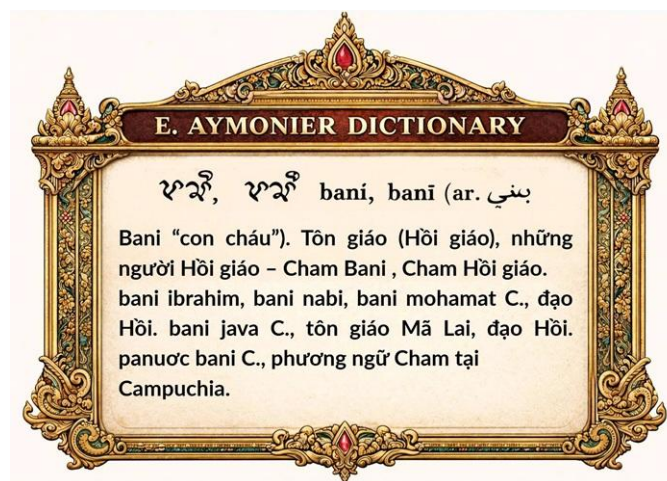 E. AYMONIER DICTIONARY
baní, banī (ar. بني
Bani “con cháu”). Tôn giáo (Hồi giáo), những
người Hồi giáo – Cham Bani , Cham Hồi giáo.
bani ibrahim, bani nabi, bani mohamat C., đạo
Hồi. bani java C., tôn giáo Mã Lai, đạo Hồi.
panuơc bani C., phương ngữ Cham tại
Campuchia.